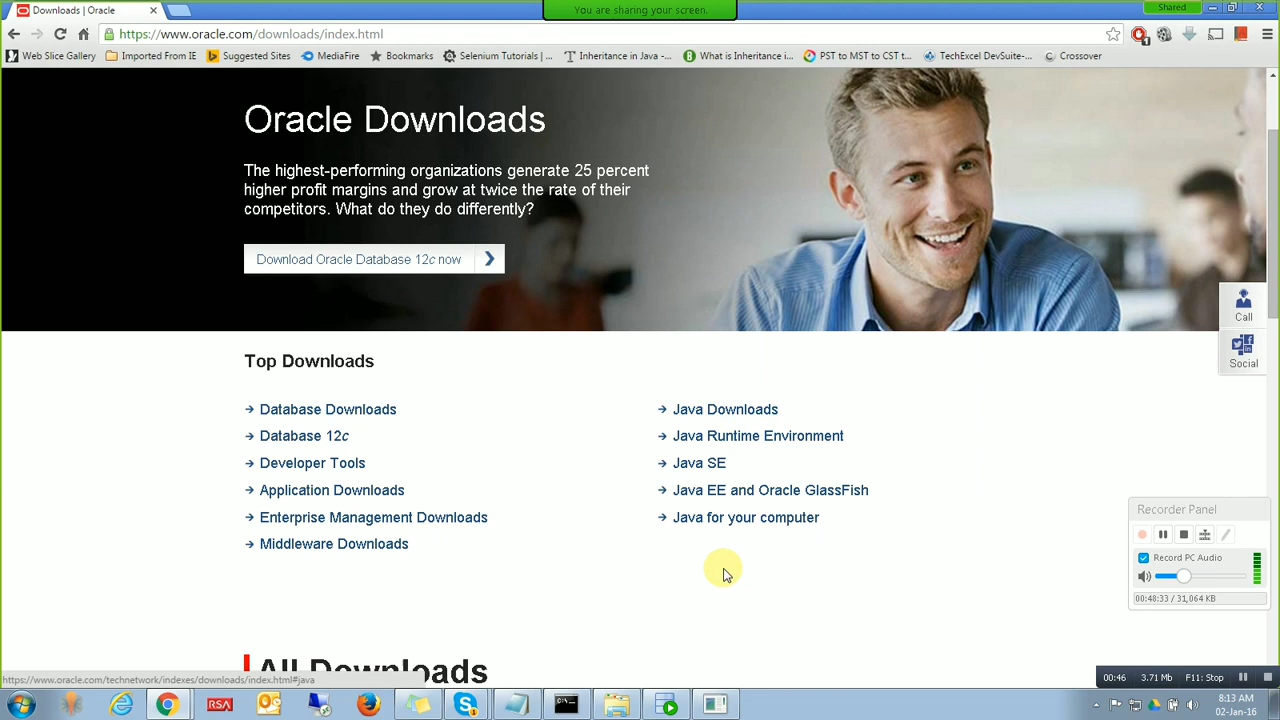 Downloads | Oracle
You are sharing your screen.
Shared
https://www.oracle.com/downloads/index.html
Web Slice Gallery
Imported From IE
Suggested Sites
MediaFire
Bookmarks
Selenium Tutorials | ...
Inheritance in Java -...
What is Inheritance i...
PST to MST to CST t...
TechExcel DevSuite-...
Crossover
Oracle Downloads
The highest-performing organizations generate 25 percent
higher profit margins and grow at twice the rate of their
competitors. What do they do differently?
Download Oracle Database 12c now
Call
Social
Top Downloads
Database Downloads
Database 12c
Developer Tools
Application Downloads
Enterprise Management Downloads
Middleware Downloads
Java Downloads
Java Runtime Environment
Java SE
Java EE and Oracle GlassFish
Java for your computer
Recorder Panel
Record PC Audio
00:48:33 / 31,064 KB
All Downloads
https://www.oracle.com/technetwork/indexes/downloads/index.html#java
00:46
3.71 Mb
F11: Stop
RSA
8:13 AM
02-Jan-16